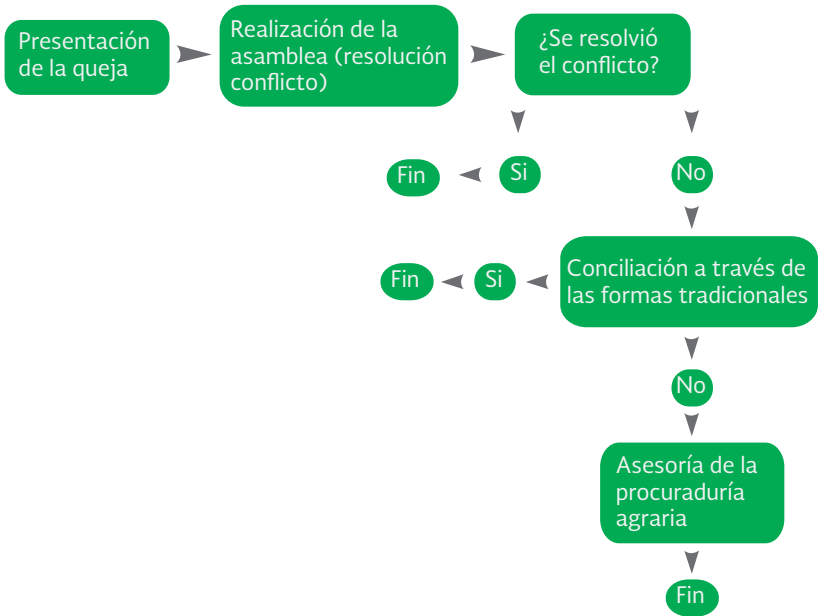 Presentación
de la queja
Realización de la
asamblea (resolución
conflicto)
¿Se resolvió
el conflicto?
Fin
Si
No
Fin
Si
Conciliación a través de
las formas tradicionales
No
Asesoría de la
procuraduría
agraria
Fin